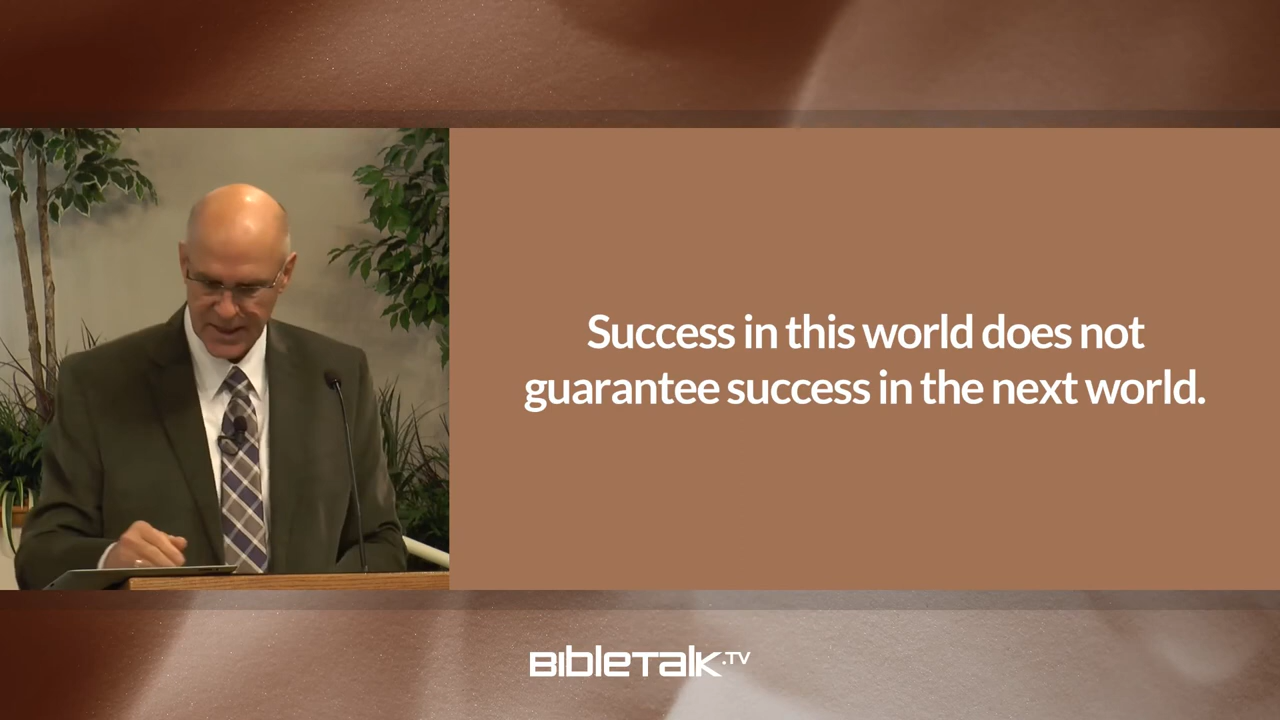 Success in this world does not
guarantee success in the next world.
BIBLETALK.TV